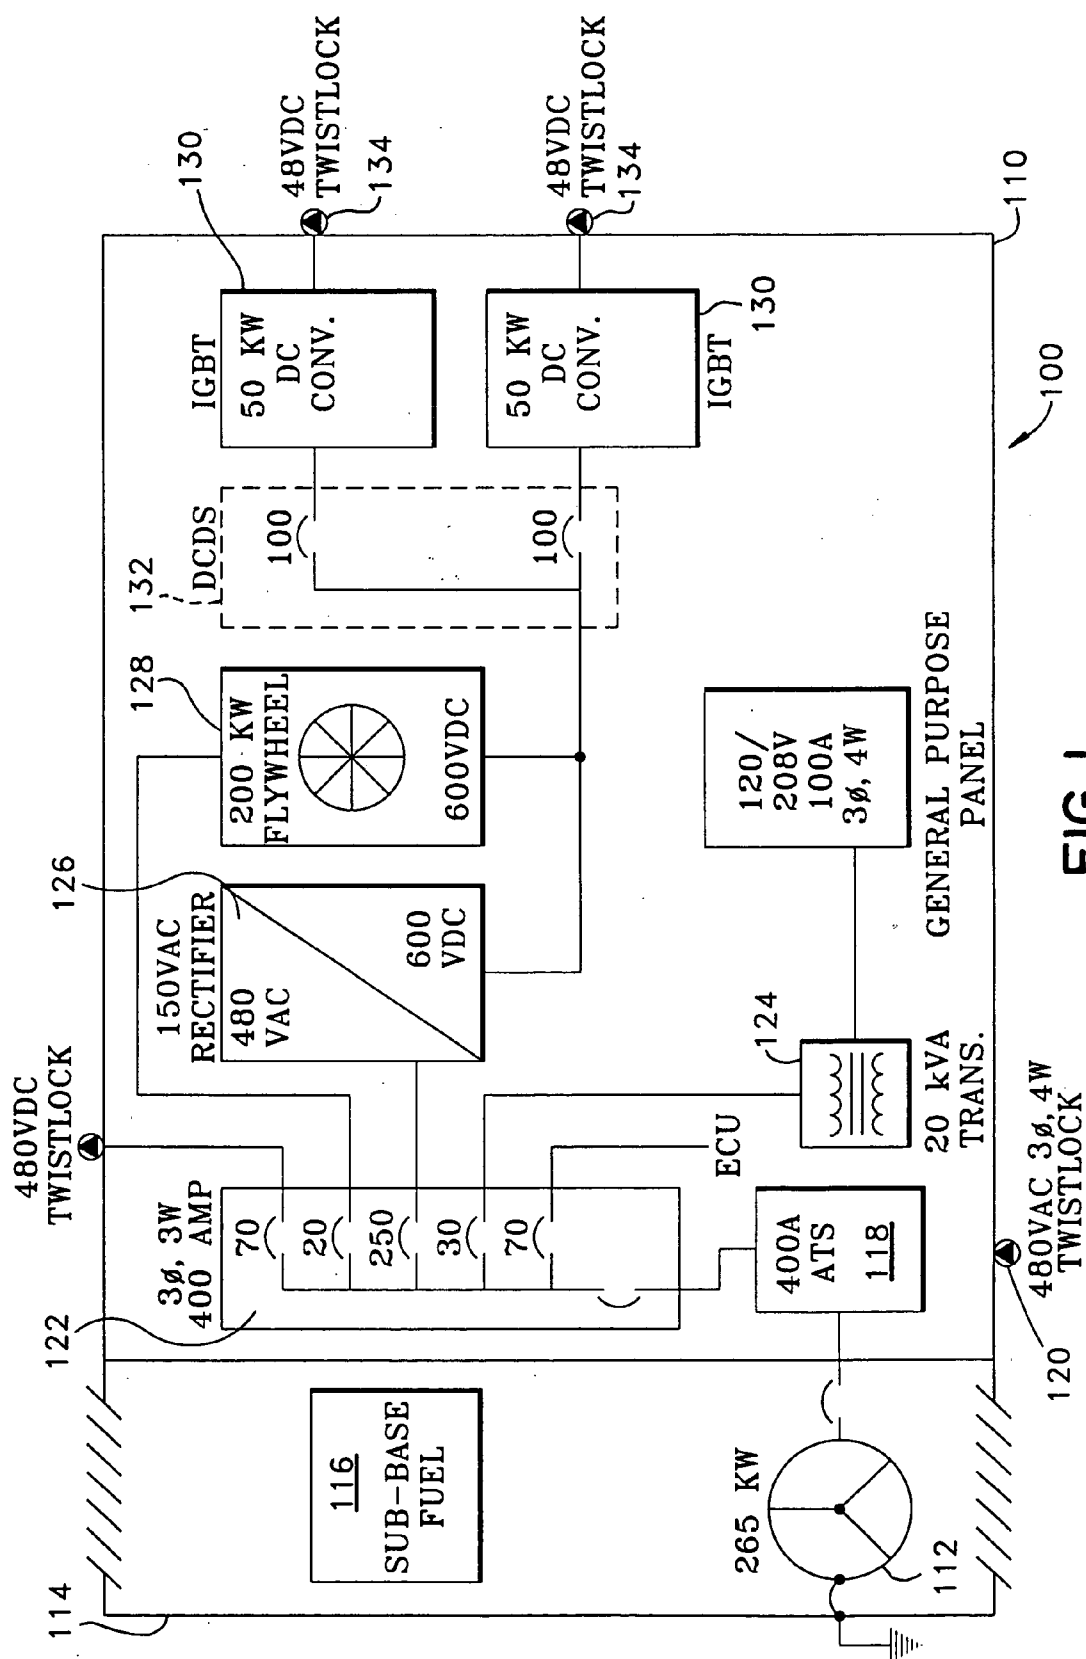 480VDC
TWISTLOCK
114
122
3ø, 3W
400 AMP
70
20
250
30
70
116
SUB-BASE
FUEL
265 KW
112
400A
ATS
118
120
480VAC 3ø, 4W
TWISTLOCK
ECU
124
20 kVA
TRANS.
126
150VAC
RECTIFIER
480
VAC
600
VDC
128
200 KW
FLYWHEEL
600VDC
120/
208V
100A
3ø, 4W
GENERAL PURPOSE
PANEL
132
DCDS
100
100
130
IGBT
50 KW
DC
CONV.
48VDC
TWISTLOCK
134
50 KW
DC
CONV.
IGBT
130
48VDC
TWISTLOCK
134
110
100
FIG. 1